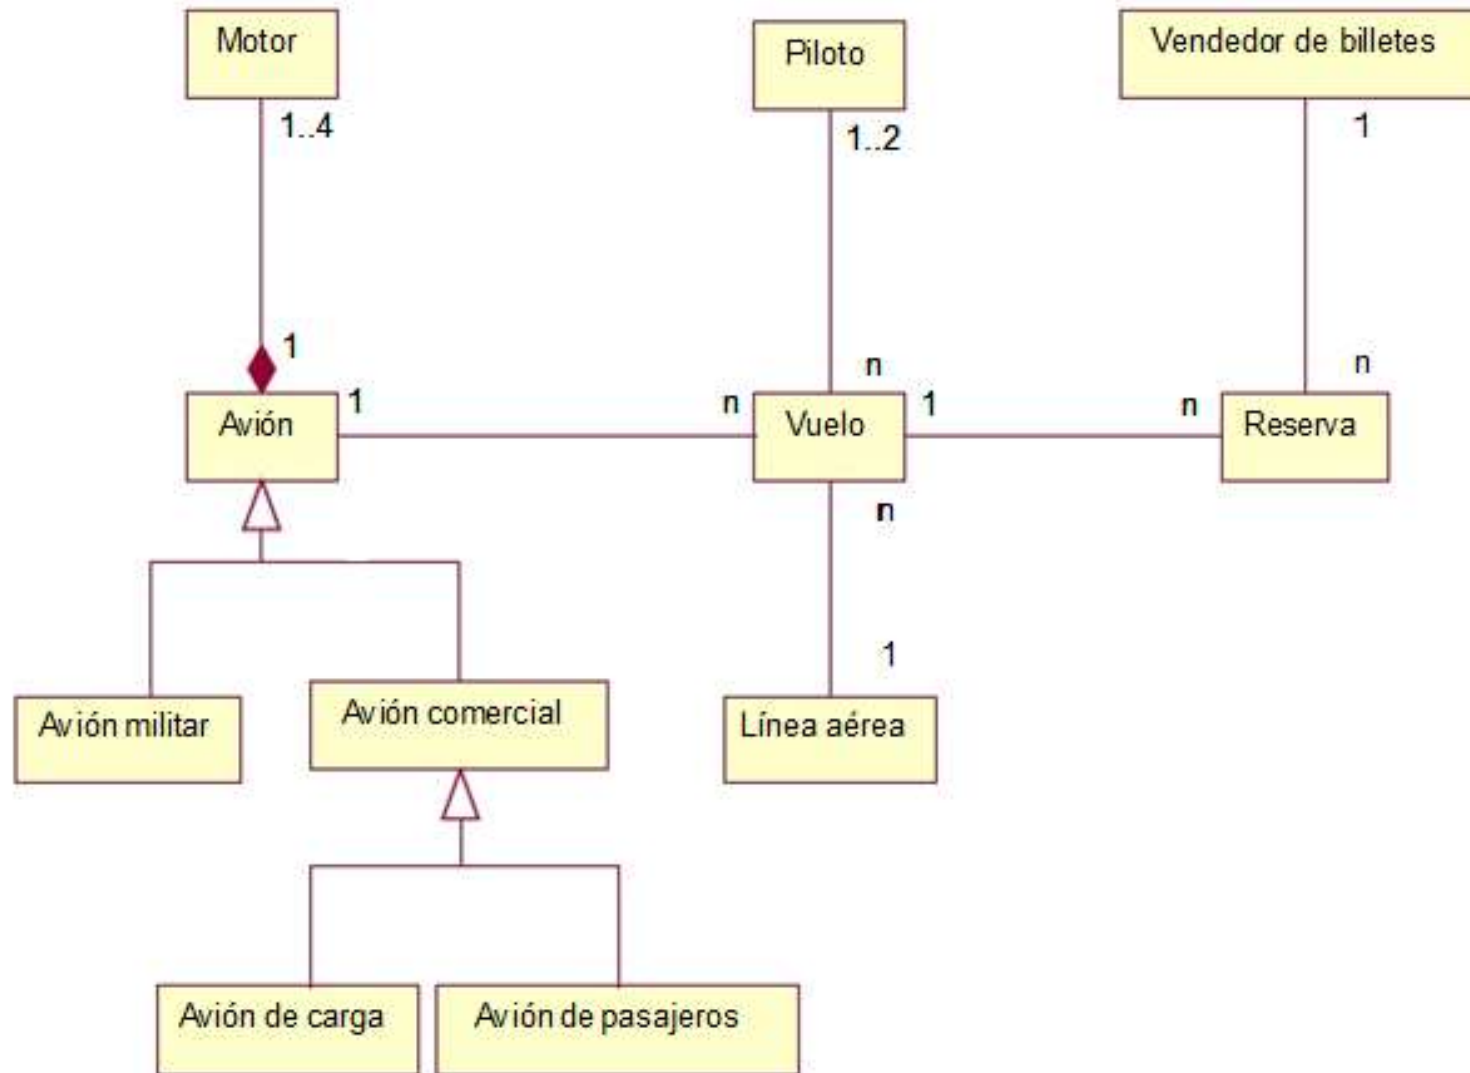 Motor
Piloto
Vendedor de billetes
1..4
1..2
1
1
n
n
1
n
1
n
Avión
Vuelo
Reserva
n
1
Avión militar
Avión comercial
Línea aérea
Avión de carga
Avión de pasajeros